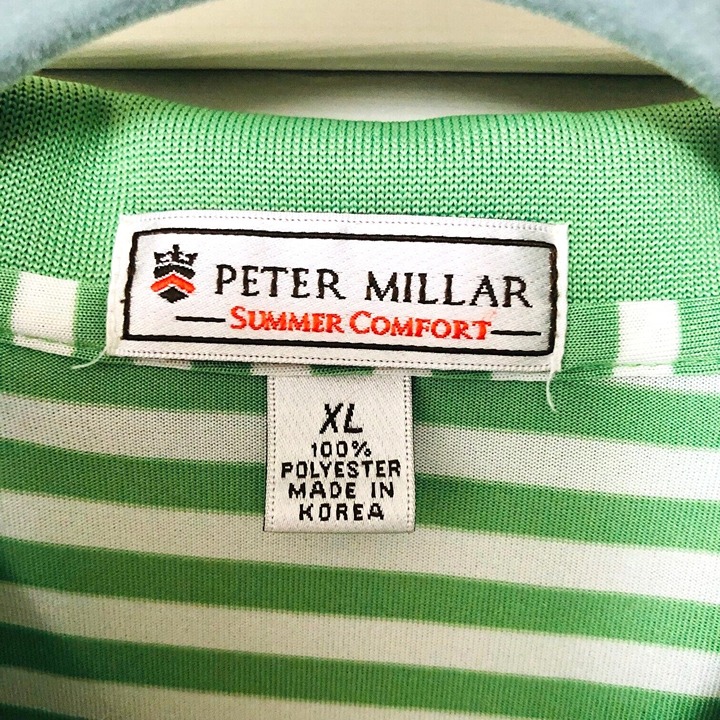 PETER MILLAR
SUMMER COMFORT
XL
100%
POLYESTER
MADE IN
KOREA